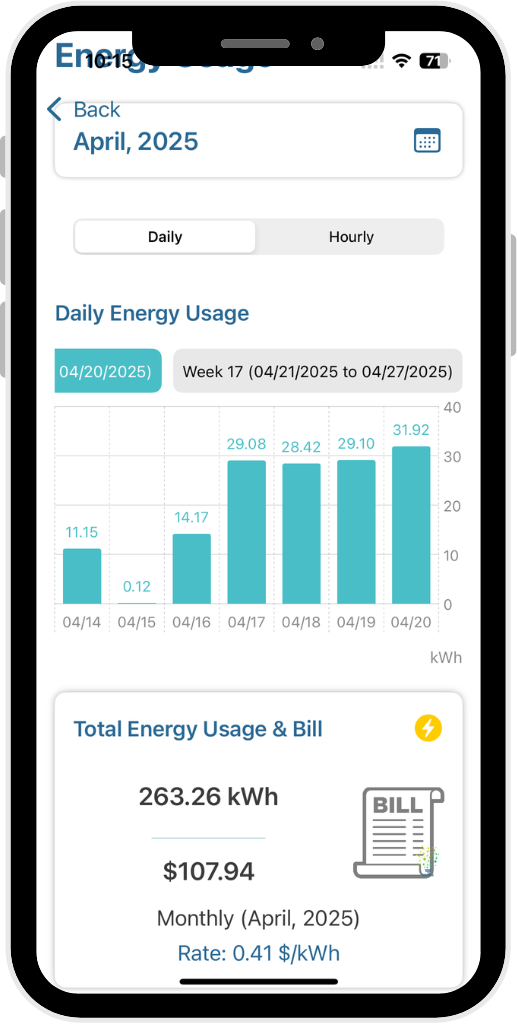 Energy Usage
10:15
71
Back
April, 2025
Daily Hourly
Daily Energy Usage
04/20/2025) Week 17 (04/21/2025 to 04/27/2025)
40
31.92
29.08 28.42 29.10
30
20
14.17
11.15
10
0.12
0
04/14 04/15 04/16 04/17 04/18 04/19 04/20
kWh
Total Energy Usage & Bill
263.26 kWh
BILL
$107.94
Monthly (April, 2025)
Rate: 0.41 $/kWh